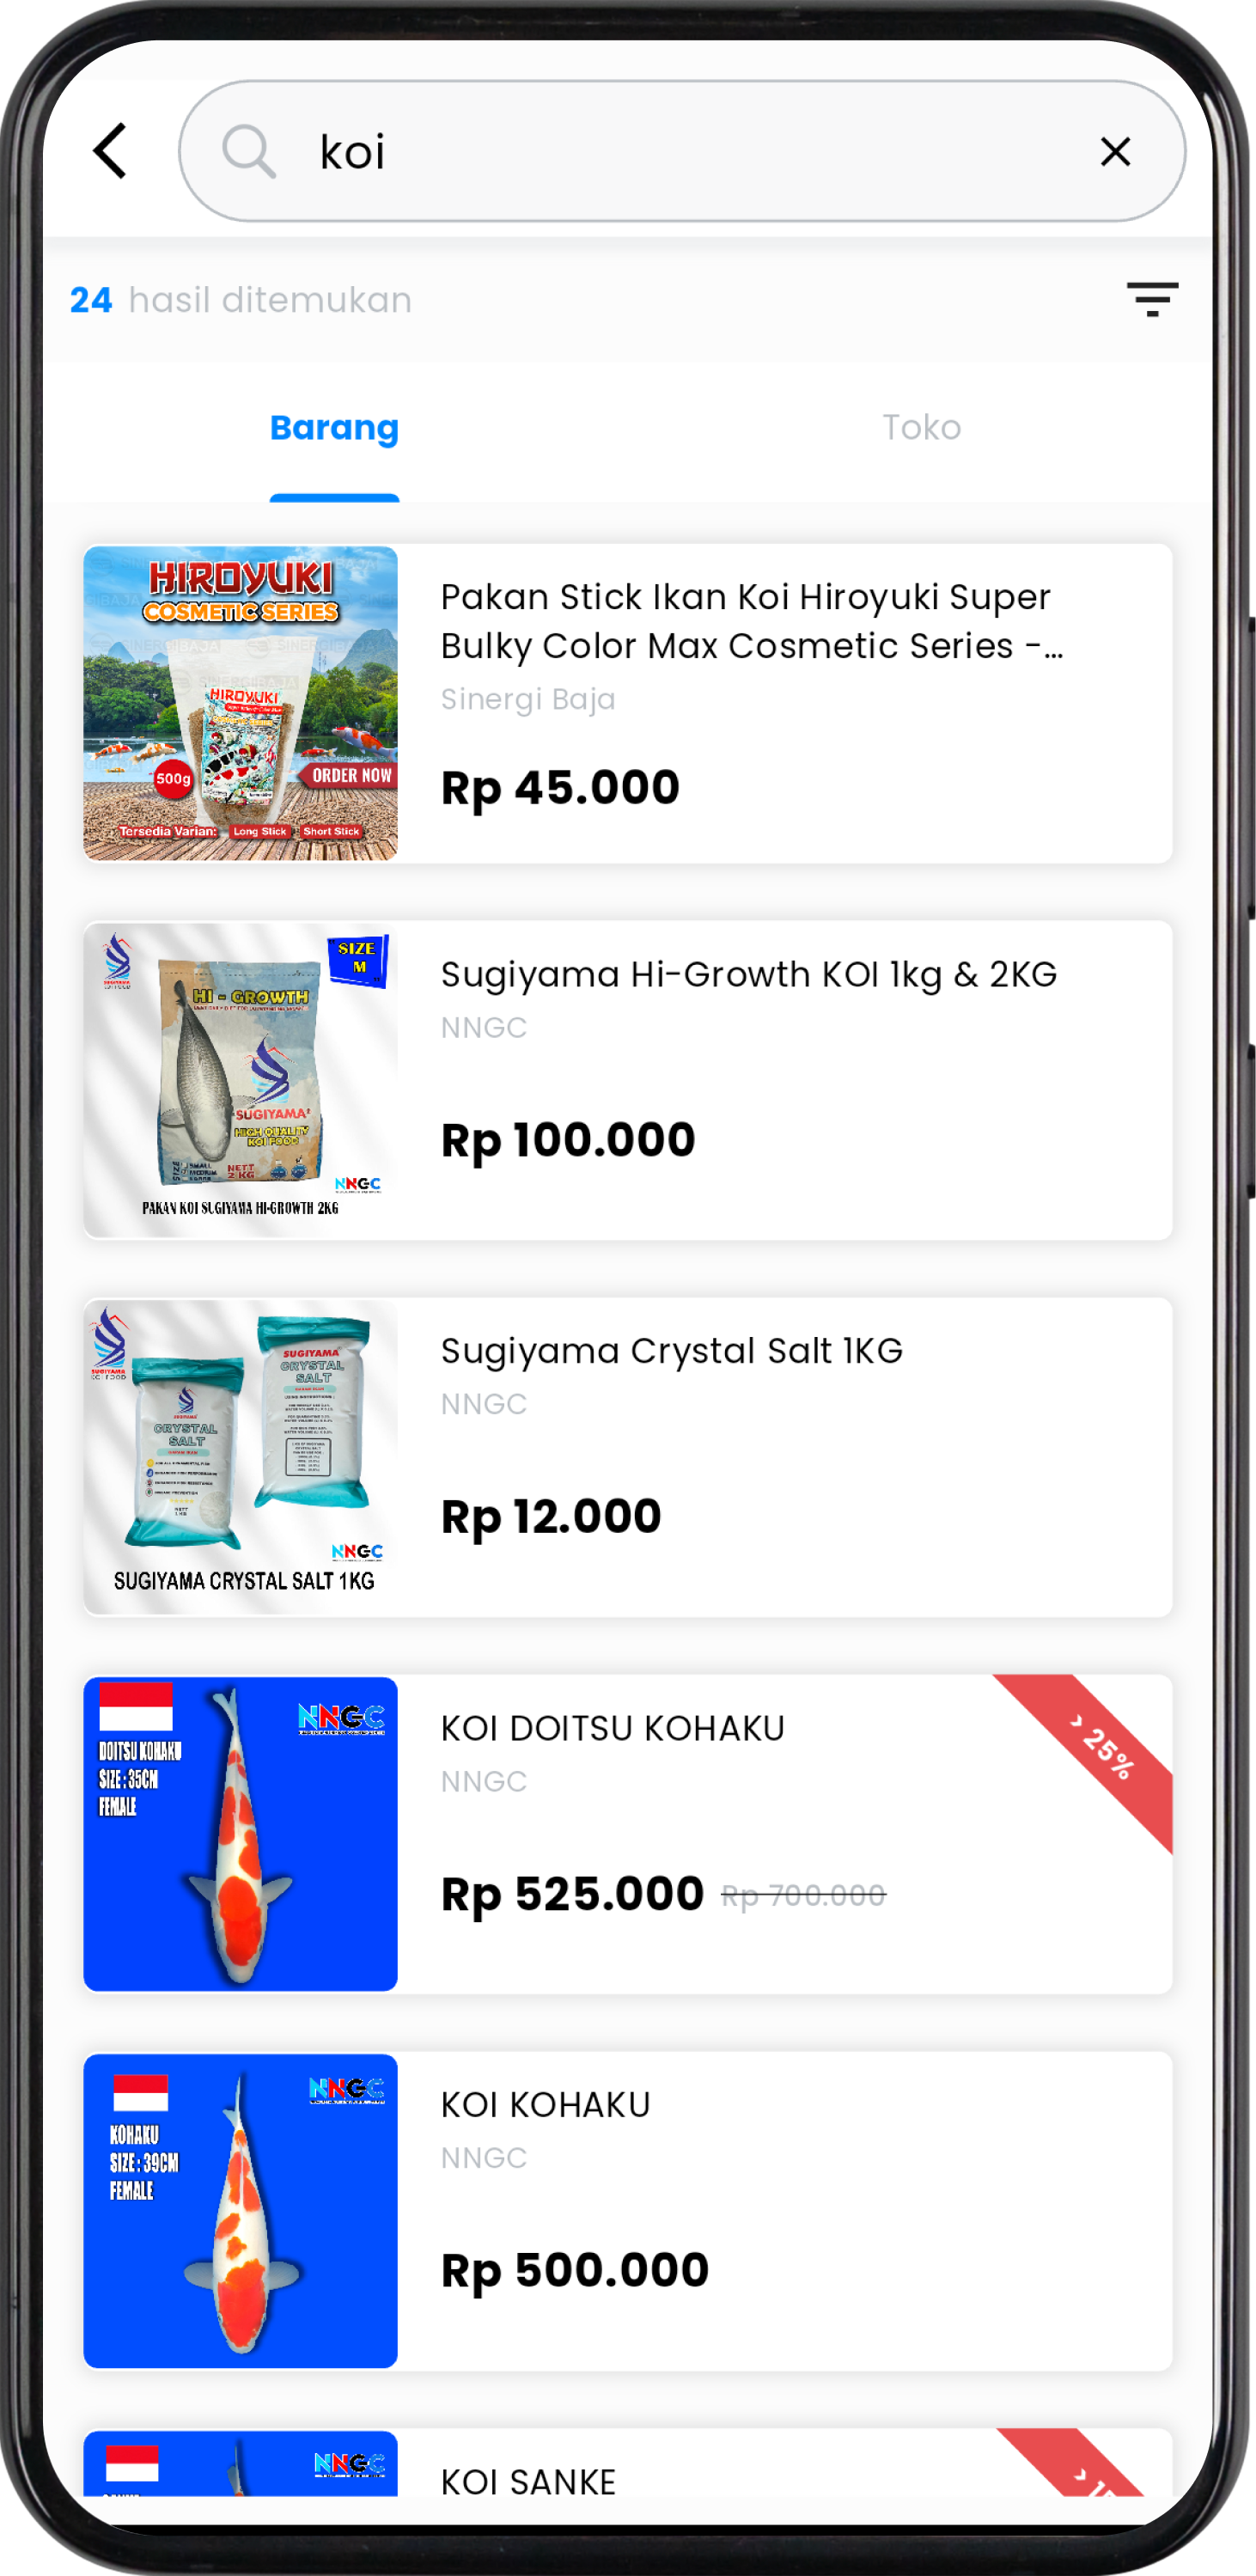 koi
24 hasil ditemukan
Barang
Toko
HIROYUKI
COSMETIC SERIES
HIROYUKI
500g
ORDER NOW
Tersedia Varian: Long Stick Short Stick
Pakan Stick Ikan Koi Hiroyuki Super
Bulky Color Max Cosmetic Series -...
Sinergi Baja
Rp 45.000
SIZE
M
HI - GROWTH
SUGIYAMA
HIGH QUALITY
KOI FOOD
SMALL
MEDIUM
NETT
2 KG
NNGC
PAKAN KOI SUGIYAMA HI-GROWTH 2KG
Sugiyama Hi-Growth KOI 1kg & 2KG
NNGC
Rp 100.000
SUGIYAMA
KOI FOOD
SUGIYAMA
CRYSTAL
SALT
CRYSTAL
SALT
NNGC
SUGIYAMA CRYSTAL SALT 1KG
Sugiyama Crystal Salt 1KG
NNGC
Rp 12.000
NNGC
DOITSU KOHAKU
SIZE : 35CM
FEMALE
KOI DOITSU KOHAKU
NNGC
Rp 525.000 Rp 700.000
› 25%
NNGC
KOHAKU
SIZE : 39CM
FEMALE
KOI KOHAKU
NNGC
Rp 500.000
NNGC
KOI SANKE